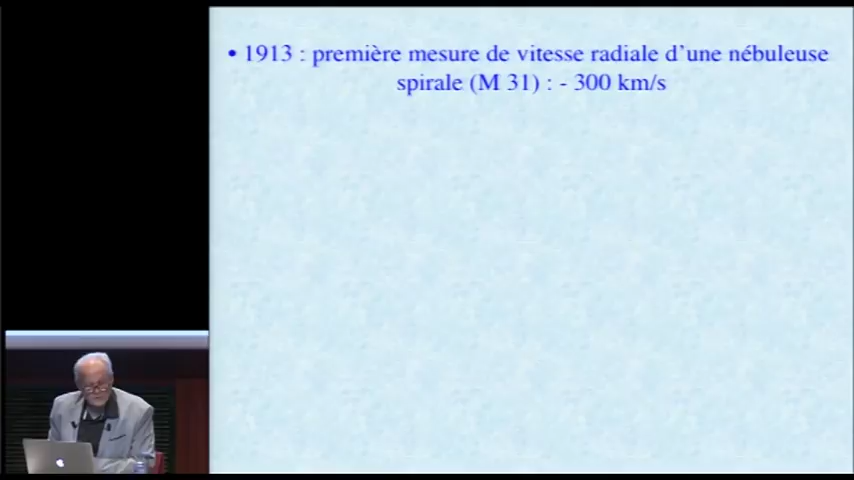 • 1913 : première mesure de vitesse radiale d'une nébuleuse
spirale (M 31) : - 300 km/s